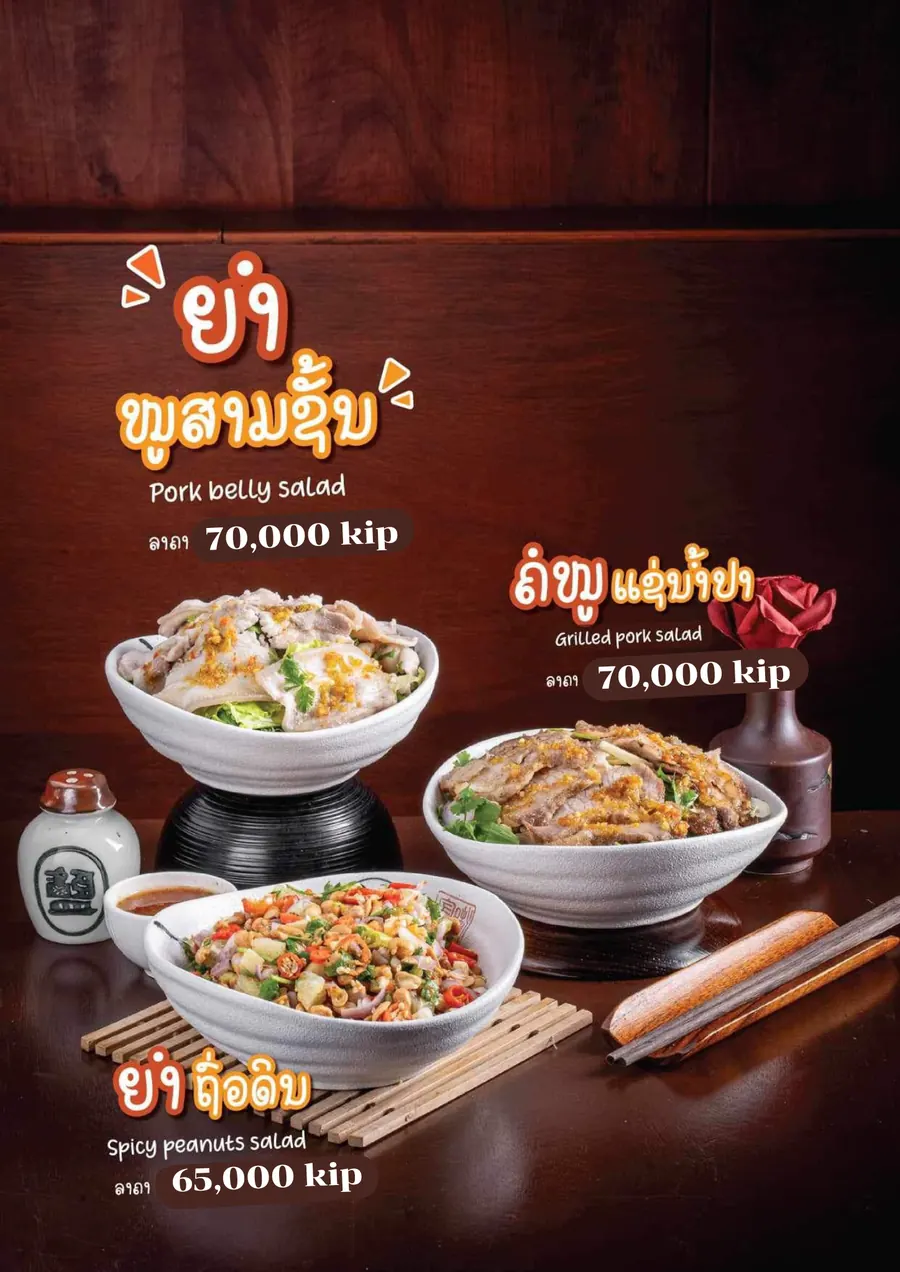 ຍຳ
ໝູສາມຊັ້ນ
Pork belly salad
ລາຄາ 70,000 kip
ຄໍໝູ ແຊ່ນ້ຳປາ
Grilled pork salad
ລາຄາ 70,000 kip
ຍຳ ຖົ່ວດິນ
Spicy peanuts salad
ລາຄາ 65,000 kip